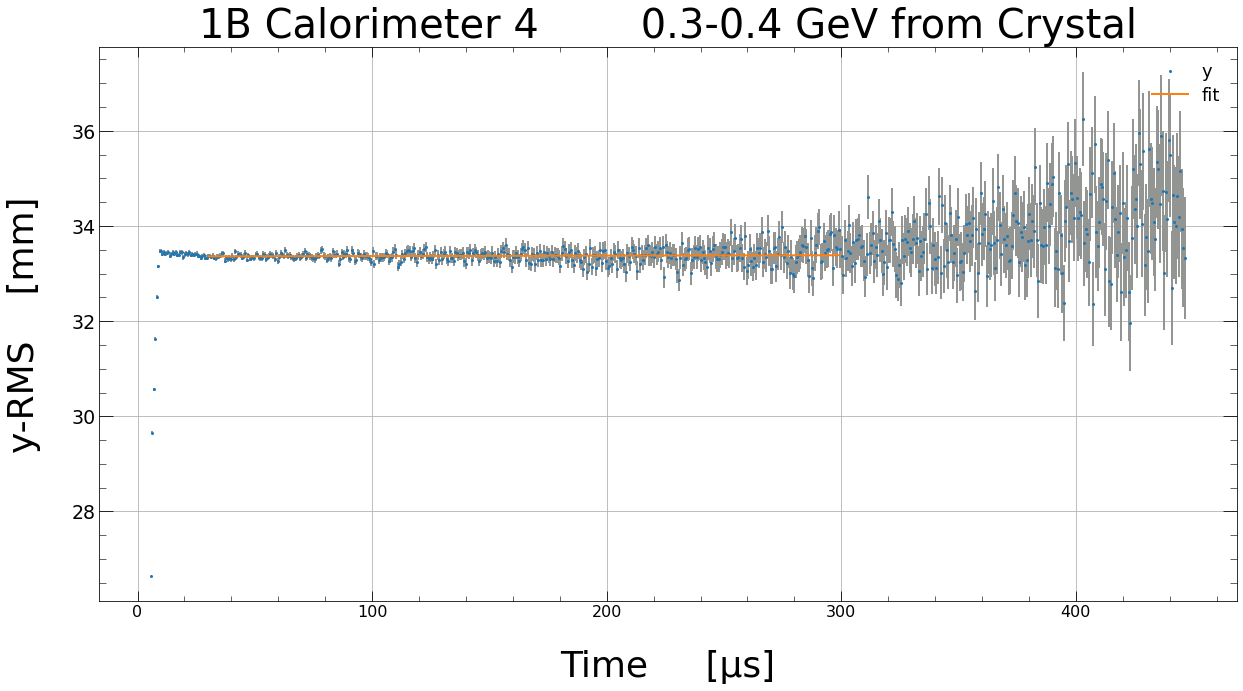 1B Calorimeter 4 0.3-0.4 GeV from Crystal
y
fit
y-RMS [mm]
36
34
32
30
28
0 100 200 300 400
Time [µs]